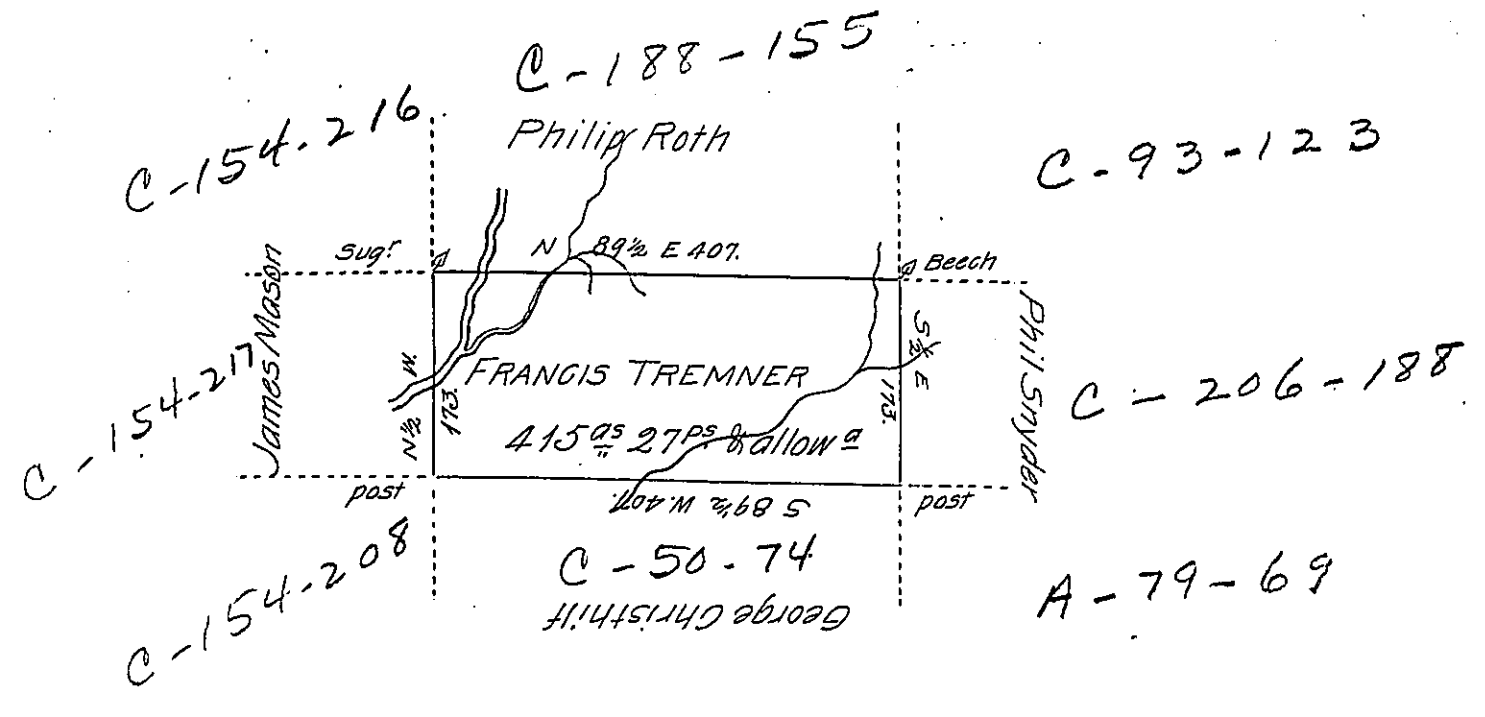 C-188-155
C-154-216
Philip Roth
C-93-123
Sugr
N 89½ E 407.
Beech
James Mason
C-154-217
N ½ W.
173.
FRANCIS TREMNER
415 as 27 ps. & allow a
S ½ E
173.
Phil Snyder
C-206-188
post
S 89½ W. 407.
post
C-50-74
George Christhilf
C-154-208
A-79-69